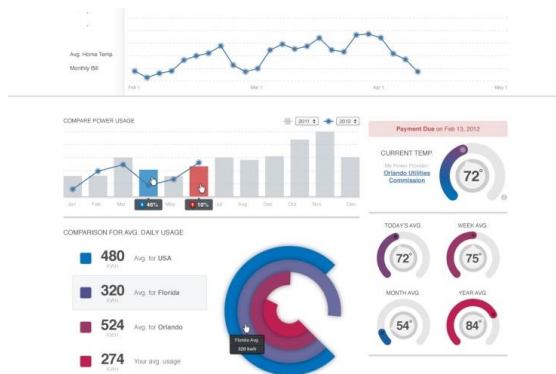 Avg. Home Temp.
Monthly Bill
Feb 1
Mar 1
Apr 1
May 1
COMPARE POWER USAGE
2011
2012
Jan
Feb
Mar
May
Jul
Aug
Sep
Oct
Nov
Dec
46%
16%
COMPARISON FOR AVG. DAILY USAGE
480 Avg. for USA
KWH
320 Avg. for Florida
KWH
524 Avg. for Orlando
KWH
274 Your avg. usage
KWH
Florida Avg.
320 kwh
Payment Due on Feb 13, 2012
CURRENT TEMP.
My Power Provider:
Orlando Utilities
Commission
72°
TODAY'S AVG.
WEEK AVG.
72°
75°
MONTH AVG.
YEAR AVG.
54°
84°